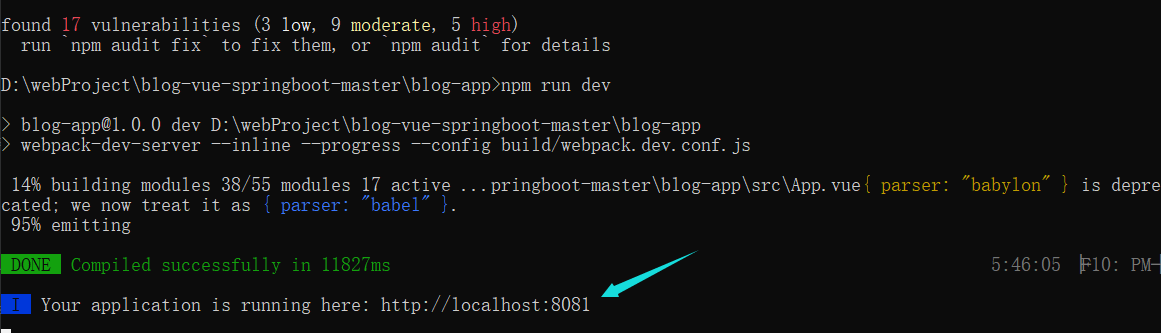 found 17 vulnerabilities (3 low, 9 moderate, 5 high)
run `npm audit fix` to fix them, or `npm audit` for details
D:\webProject\blog-vue-springboot-master\blog-app>npm run dev
> blog-app@1.0.0 dev D:\webProject\blog-vue-springboot-master\blog-app
> webpack-dev-server --inline --progress --config build/webpack.dev.conf.js
14% building modules 38/55 modules 17 active ...pringboot-master\blog-app\src\App.vue{ parser: "babylon" } is depre
cated; we now treat it as { parser: "babel" }.
95% emitting
DONE Compiled successfully in 11827ms 5:46:05 F10: PM
I Your application is running here: http://localhost:8081